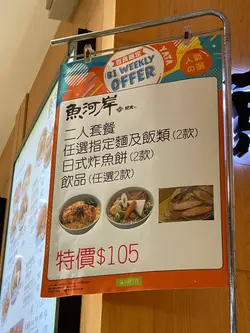 BI WEEKLY
OFFER
魚河岸
二人套餐
任選指定麵及飯類(2款)
日式炸魚餅(2款)
飲品(任選2款)
特價$105